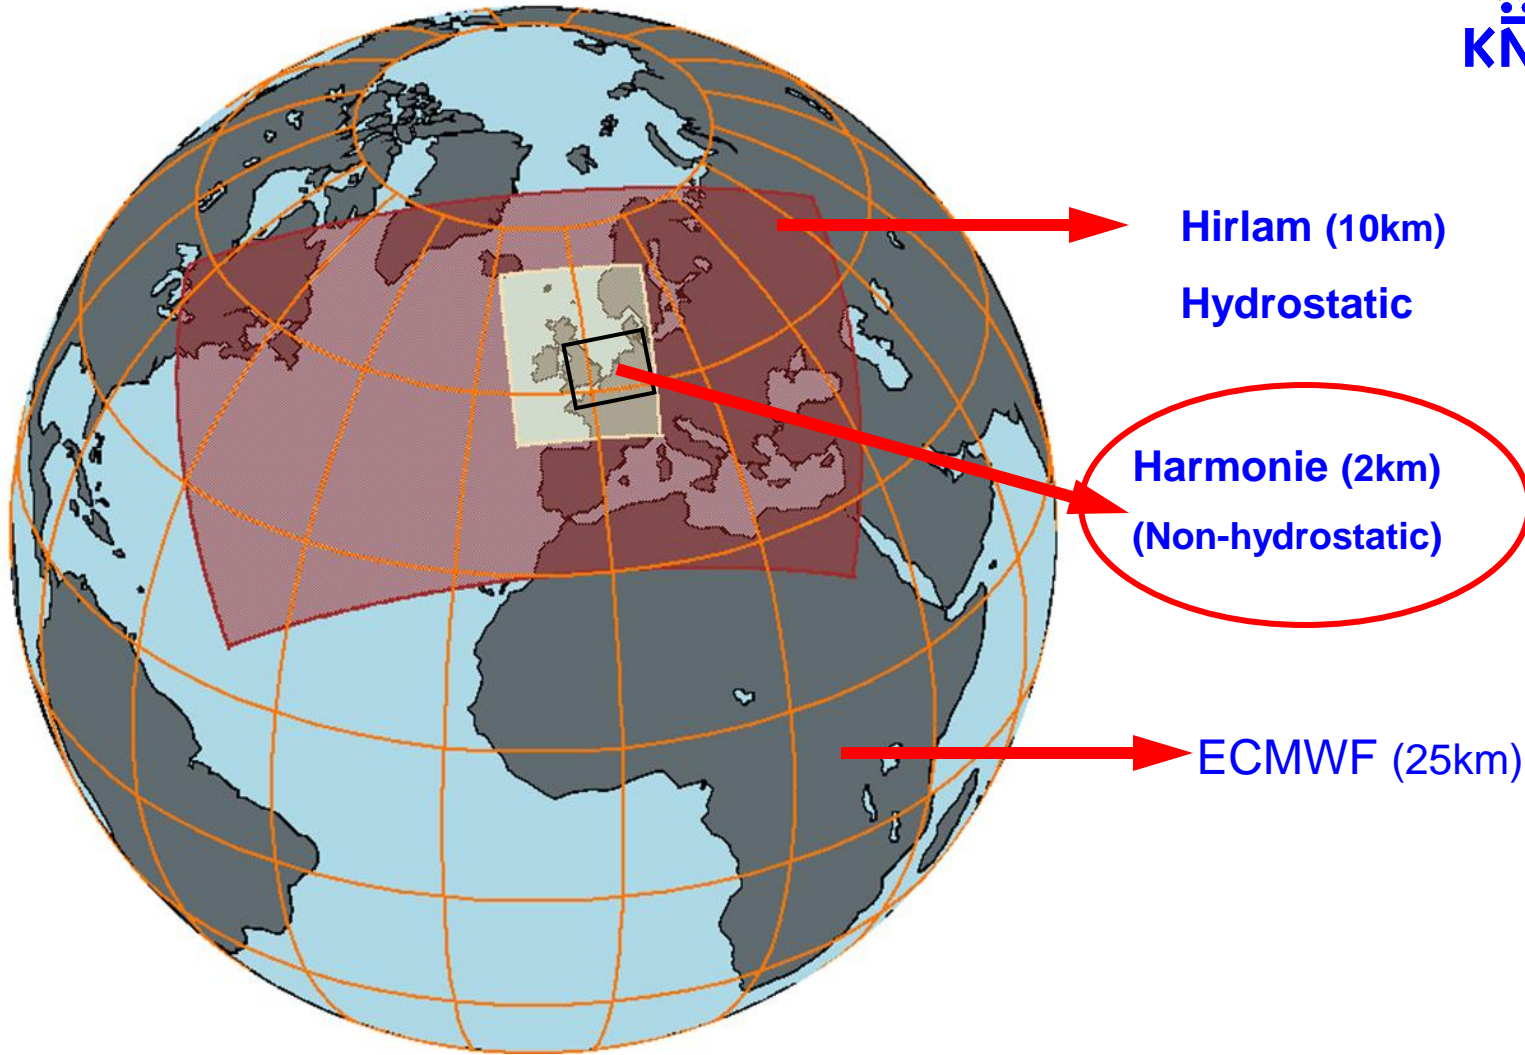 Hirlam (10km)
Hydrostatic
Harmonie (2km)
(Non-hydrostatic)
ECMWF (25km)